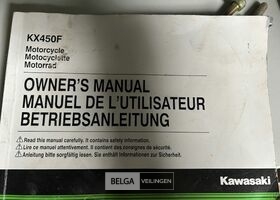 KX450F
Motorcycle
Motocyclette
Motorrad
OWNER'S MANUAL
MANUEL DE L'UTILISATEUR
BETRIEBSANLEITUNG
⚠Read this manual carefully. It contains safety information.
⚠Lire ce manuel attentivement. Il contient des consignes de sécurité.
⚠Anleitung bitte sorgfältig lesen. Sie enthält Informationen zur Sicherheit.
BELGA VEILINGEN
Kawasaki